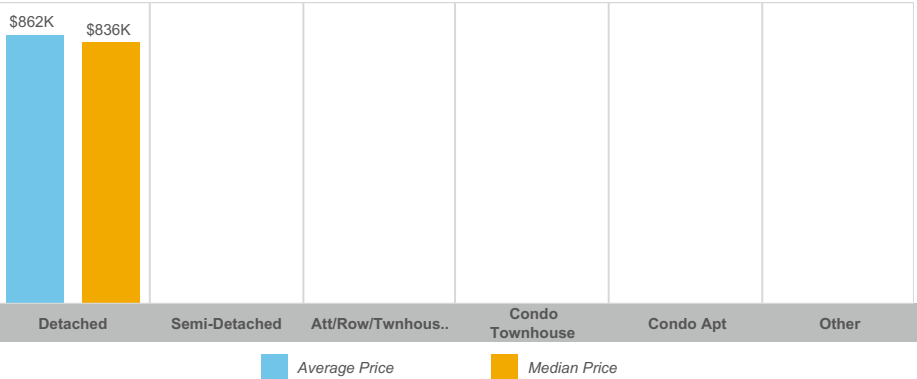 $862K
$836K
Detached
Semi-Detached
Att/Row/Twnhous..
Condo
Townhouse
Condo Apt
Other
Average Price
Median Price